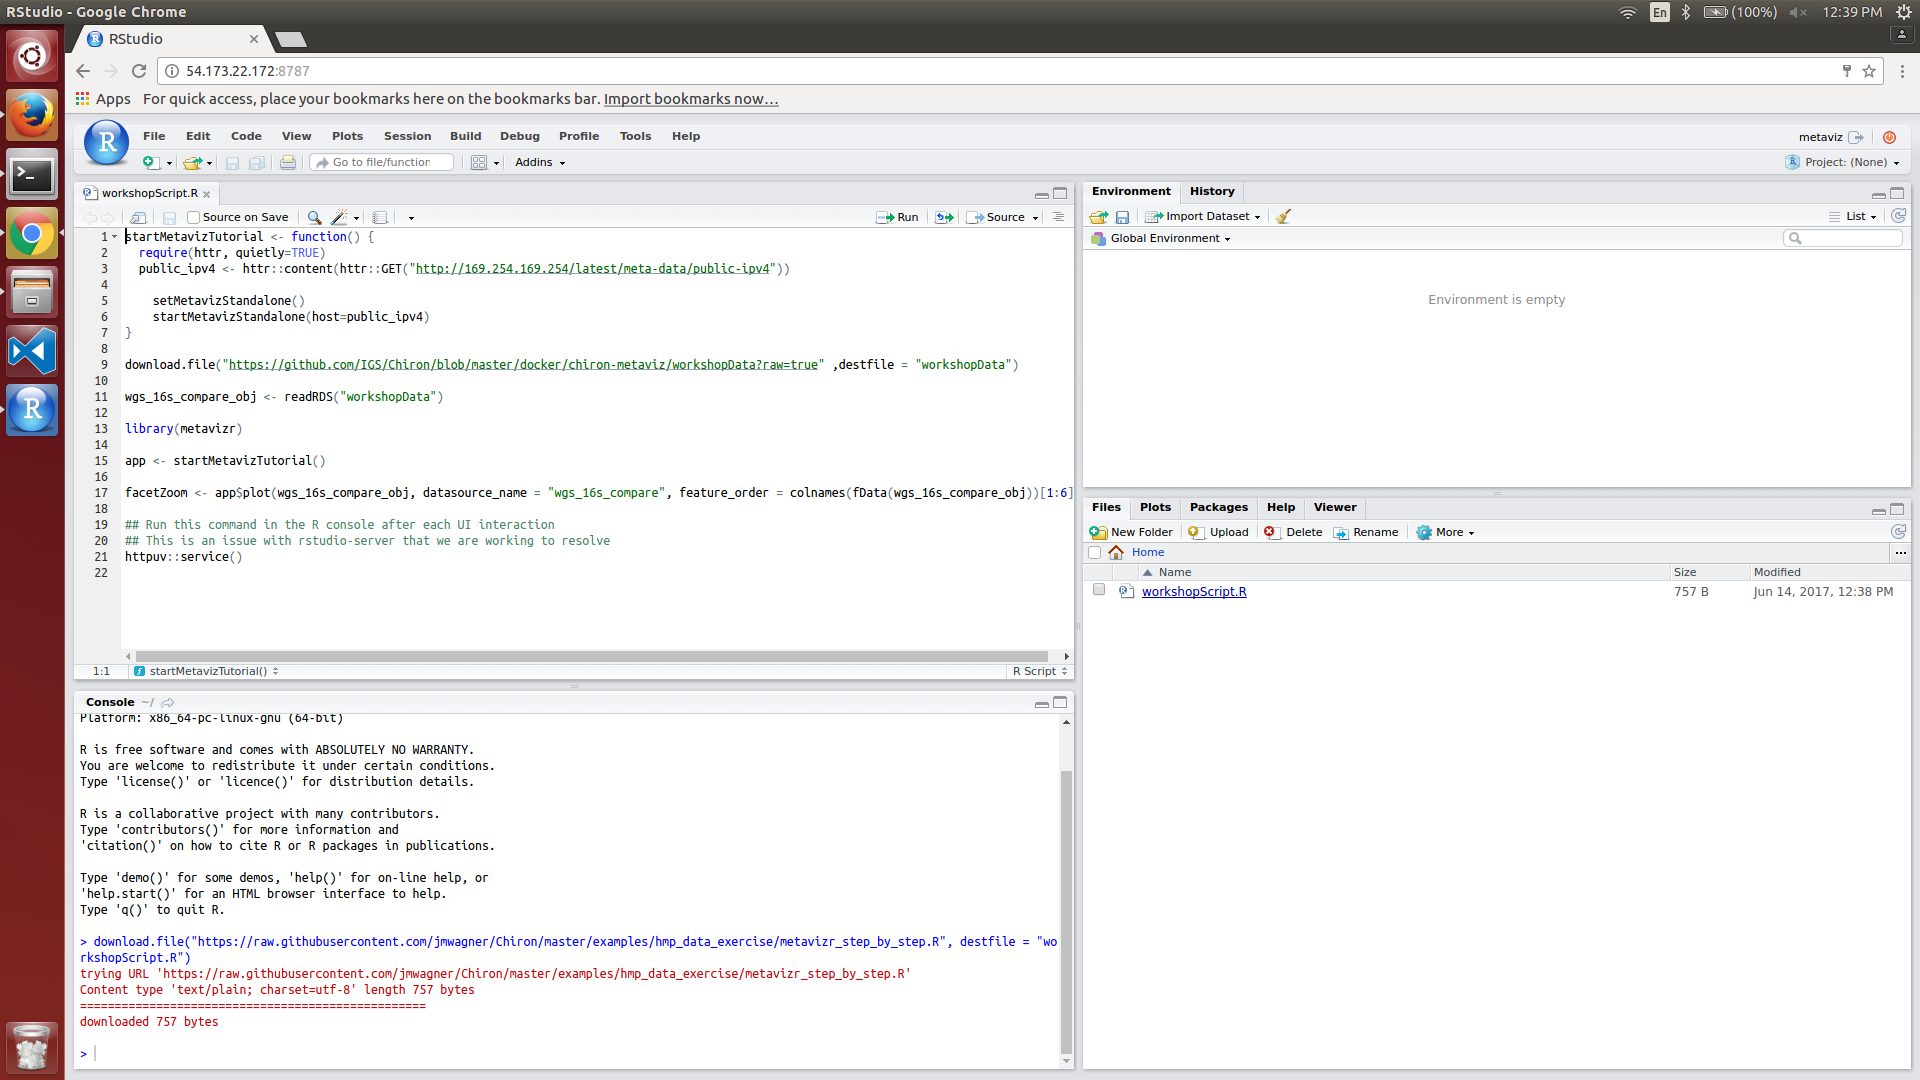 RStudio - Google Chrome
En
(100%)
12:39 PM
RStudio
54.173.22.172:8787
Apps For quick access, place your bookmarks here on the bookmarks bar. Import bookmarks now...
R
File Edit Code View Plots Session Build Debug Profile Tools Help
metaviz
Go to file/function
Addins
Project: (None)
workshopScript.R
Source on Save
Run
Source
1 startMetavizTutorial <- function() {
2 require(httr, quietly=TRUE)
3 public_ipv4 <- httr::content(httr::GET("http://169.254.169.254/latest/meta-data/public-ipv4"))
4
5 setMetavizStandalone()
6 startMetavizStandalone(host=public_ipv4)
7 }
8
9 download.file("https://github.com/IGS/Chiron/blob/master/docker/chiron-metaviz/workshopData?raw=true" ,destfile = "workshopData")
10
11 wgs_16s_compare_obj <- readRDS("workshopData")
12
13 library(metavizr)
14
15 app <- startMetavizTutorial()
16
17 facetZoom <- app$plot(wgs_16s_compare_obj, datasource_name = "wgs_16s_compare", feature_order = colnames(fData(wgs_16s_compare_obj))[1:6]
18
19 ## Run this command in the R console after each UI interaction
20 ## This is an issue with rstudio-server that we are working to resolve
21 httpuv::service()
22
1:1
startMetavizTutorial()
R Script
Console ~/
Platform: x86_64-pc-linux-gnu (64-bit)
R is free software and comes with ABSOLUTELY NO WARRANTY.
You are welcome to redistribute it under certain conditions.
Type 'license()' or 'licence()' for distribution details.
R is a collaborative project with many contributors.
Type 'contributors()' for more information and
'citation()' on how to cite R or R packages in publications.
Type 'demo()' for some demos, 'help()' for on-line help, or
'help.start()' for an HTML browser interface to help.
Type 'q()' to quit R.
> download.file("https://raw.githubusercontent.com/jmwagner/Chiron/master/examples/hmp_data_exercise/metavizr_step_by_step.R", destfile = "wo
rkshopScript.R")
trying URL 'https://raw.githubusercontent.com/jmwagner/Chiron/master/examples/hmp_data_exercise/metavizr_step_by_step.R'
Content type 'text/plain; charset=utf-8' length 757 bytes
==================================================
downloaded 757 bytes
>
Environment History
Import Dataset
List
Global Environment
Environment is empty
Files Plots Packages Help Viewer
New Folder Upload Delete Rename More
Home
...
Name Size Modified
workshopScript.R 757 B Jun 14, 2017, 12:38 PM
R